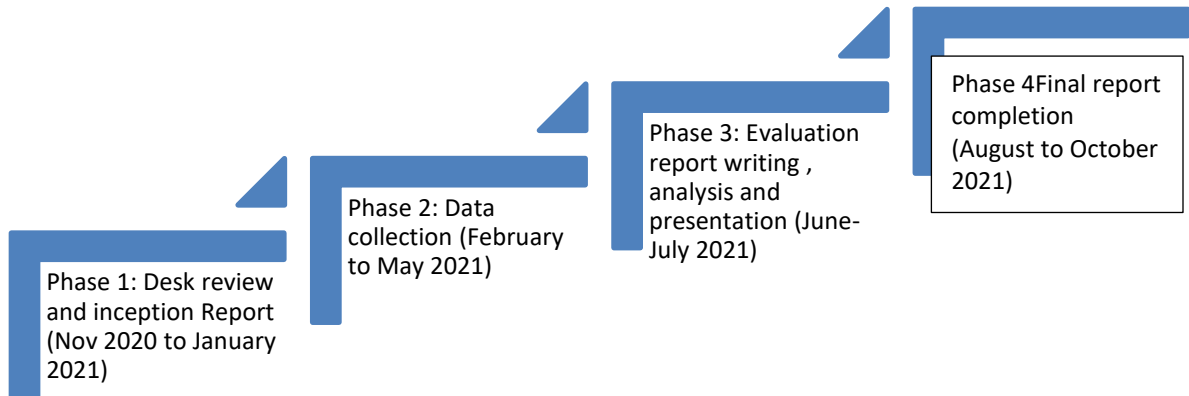 Phase 1: Desk review
and inception Report
(Nov 2020 to January
2021)
Phase 2: Data
collection (February
to May 2021)
Phase 3: Evaluation
report writing ,
analysis and
presentation (June-
July 2021)
Phase 4Final report
completion
(August to October
2021)